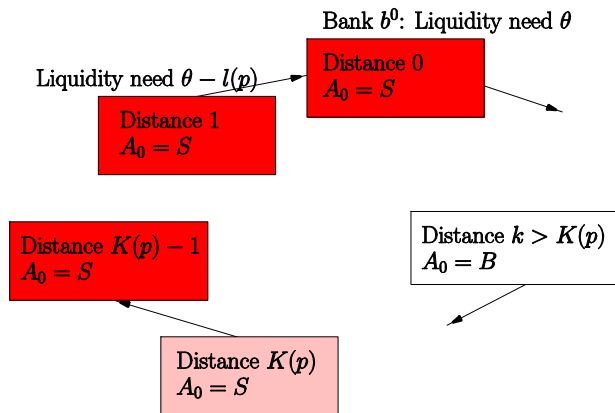 Bank $b^0$: Liquidity need $\theta$
Distance 0
$A_0 = S$
Liquidity need $\theta - l(p)$
Distance 1
$A_0 = S$
Distance $K(p) - 1$
$A_0 = S$
Distance $k > K(p)$
$A_0 = B$
Distance $K(p)$
$A_0 = S$